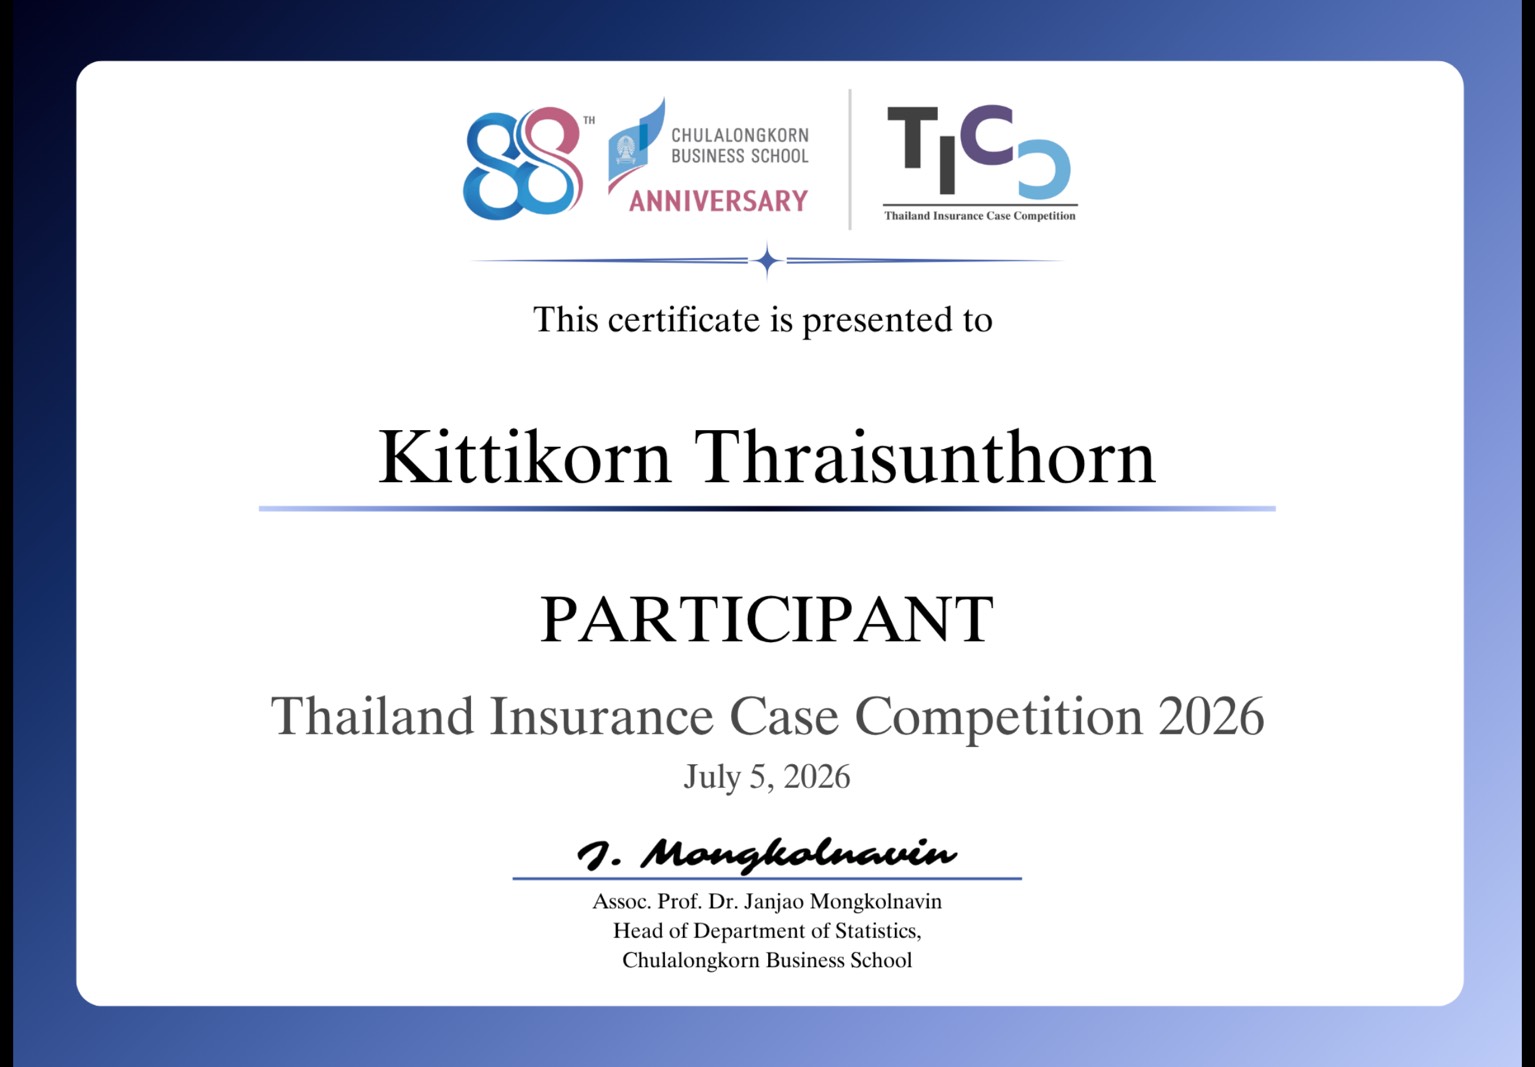 88TH
CHULALONGKORN
BUSINESS SCHOOL
ANNIVERSARY
TICC
Thailand Insurance Case Competition
This certificate is presented to
Kittikorn Thraisunthorn
PARTICIPANT
Thailand Insurance Case Competition 2026
July 5, 2026
J. Mongkolnavin
Assoc. Prof. Dr. Janjao Mongkolnavin
Head of Department of Statistics,
Chulalongkorn Business School